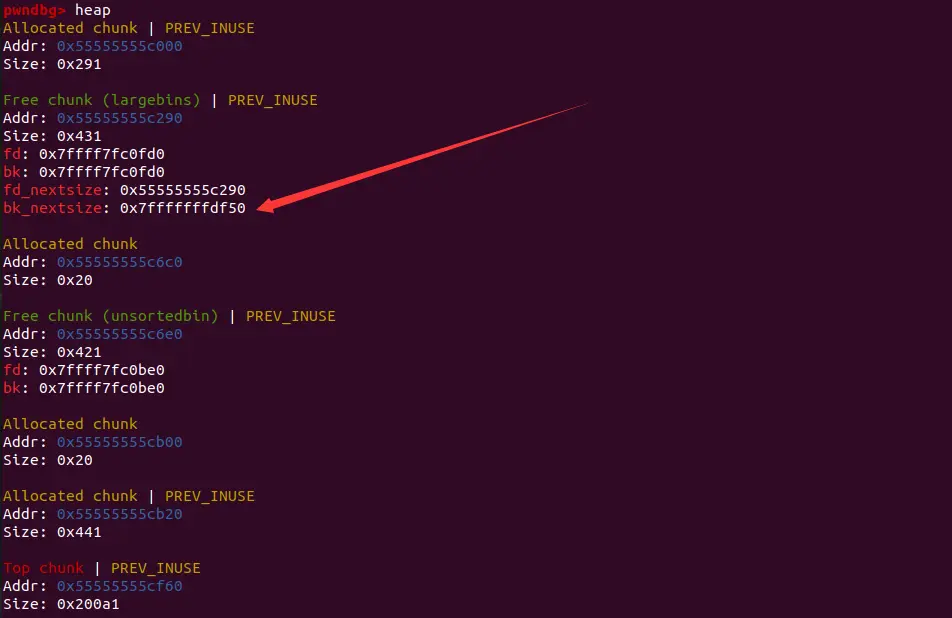 pwndbg> heap
Allocated chunk | PREV_INUSE
Addr: 0x55555555c000
Size: 0x291
Free chunk (largebins) | PREV_INUSE
Addr: 0x55555555c290
Size: 0x431
fd: 0x7ffff7fc0fd0
bk: 0x7ffff7fc0fd0
fd_nextsize: 0x55555555c290
bk_nextsize: 0x7fffffffdf50
Allocated chunk
Addr: 0x55555555c6c0
Size: 0x20
Free chunk (unsortedbin) | PREV_INUSE
Addr: 0x55555555c6e0
Size: 0x421
fd: 0x7ffff7fc0be0
bk: 0x7ffff7fc0be0
Allocated chunk
Addr: 0x55555555cb00
Size: 0x20
Allocated chunk | PREV_INUSE
Addr: 0x55555555cb20
Size: 0x441
Top chunk | PREV_INUSE
Addr: 0x55555555cf60
Size: 0x200a1